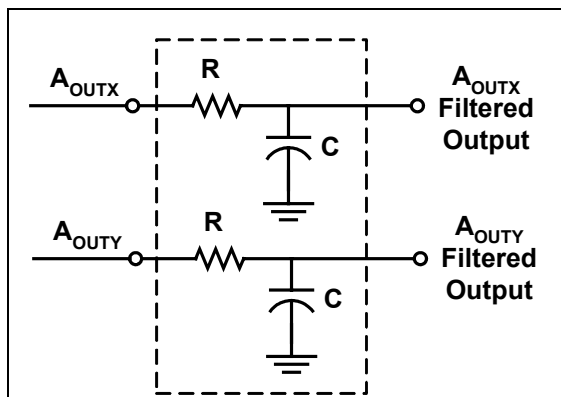 A_OUTX
R
C
A_OUTX
Filtered
Output
A_OUTY
R
C
A_OUTY
Filtered
Output